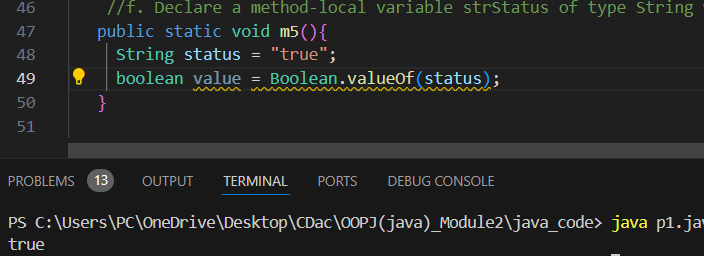 46 //f. Declare a method-local variable strStatus of type String
47 public static void m5(){
48 String status = "true";
49 boolean value = Boolean.valueOf(status);
50 }
51
PROBLEMS 13 OUTPUT TERMINAL PORTS DEBUG CONSOLE
PS C:\Users\PC\OneDrive\Desktop\CDac\OOPJ(java)_Module2\java_code> java p1.jav
true